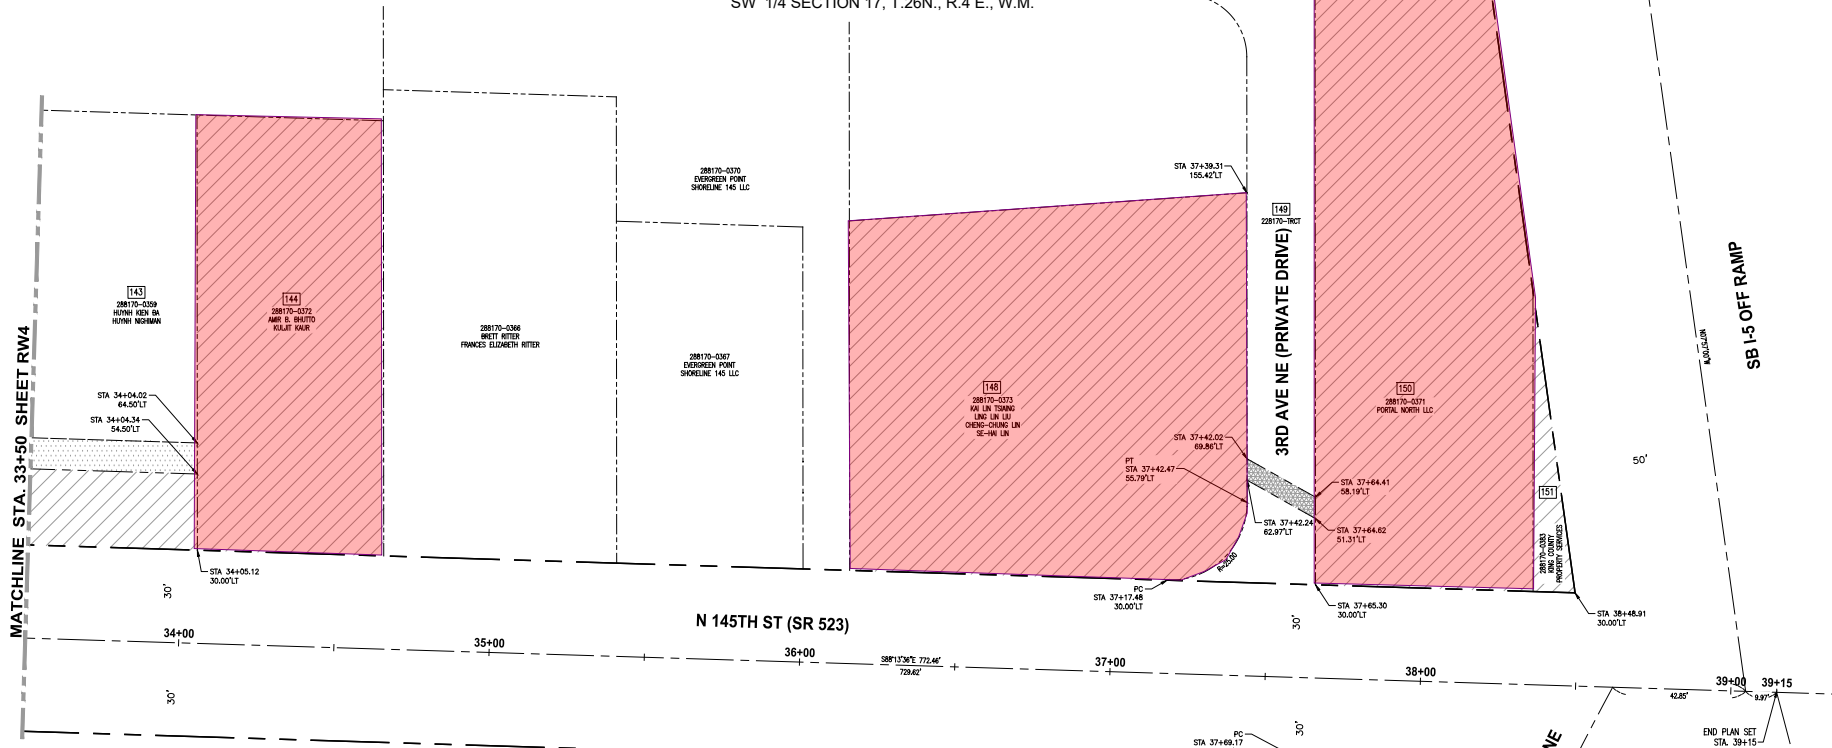 SW 1/4 SECTION 17, T.26N., R.4 E., W.M.
MATCHLINE STA. 33+50 SHEET RW4
143
288170-0359
HUYNH KIEN BA
HUYNH NGHIMAN
144
288170-0372
AMIR B. BHUTTO
KULJIT KAUR
288170-0366
BRETT RITTER
FRANCES ELIZABETH RITTER
288170-0370
EVERGREEN POINT
SHORELINE 145 LLC
288170-0367
EVERGREEN POINT
SHORELINE 145 LLC
148
288170-0373
KAI LIN TSIAING
LING LIN LIU
CHENG-CHUNG LIN
SE-HAI LIN
STA 37+39.31
155.42'LT
149
228170-TRCT
3RD AVE NE (PRIVATE DRIVE)
150
288170-0371
PORTAL NORTH LLC
151
288170-0383
KING COUNTY
PROPERTY SERVICES
SB I-5 OFF RAMP
50'
STA 34+04.02
64.50'LT
STA 34+04.34
54.50'LT
STA 34+05.12
30.00'LT
STA 37+42.02
69.86'LT
PT
STA 37+42.47
55.79'LT
STA 37+42.24
62.97'LT
STA 37+64.41
58.19'LT
STA 37+64.62
51.31'LT
R=25.00
PC
STA 37+17.48
30.00'LT
STA 37+65.30
30.00'LT
STA 38+48.91
30.00'LT
30'
30'
N 145TH ST (SR 523)
34+00
35+00
36+00
S88°13'36"E 772.46'
729.62'
37+00
38+00
39+00
39+15
42.85'
9.97'
30'
30'
PC
STA 37+69.17
END PLAN SET
STA. 39+15
NE